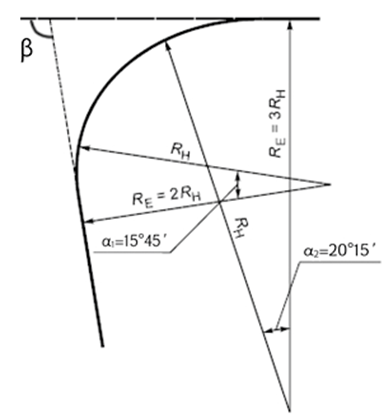 β
R_E = 3R_H
R_H
R_E = 2R_H
R_H
α₁=15°45′
α₂=20°15′